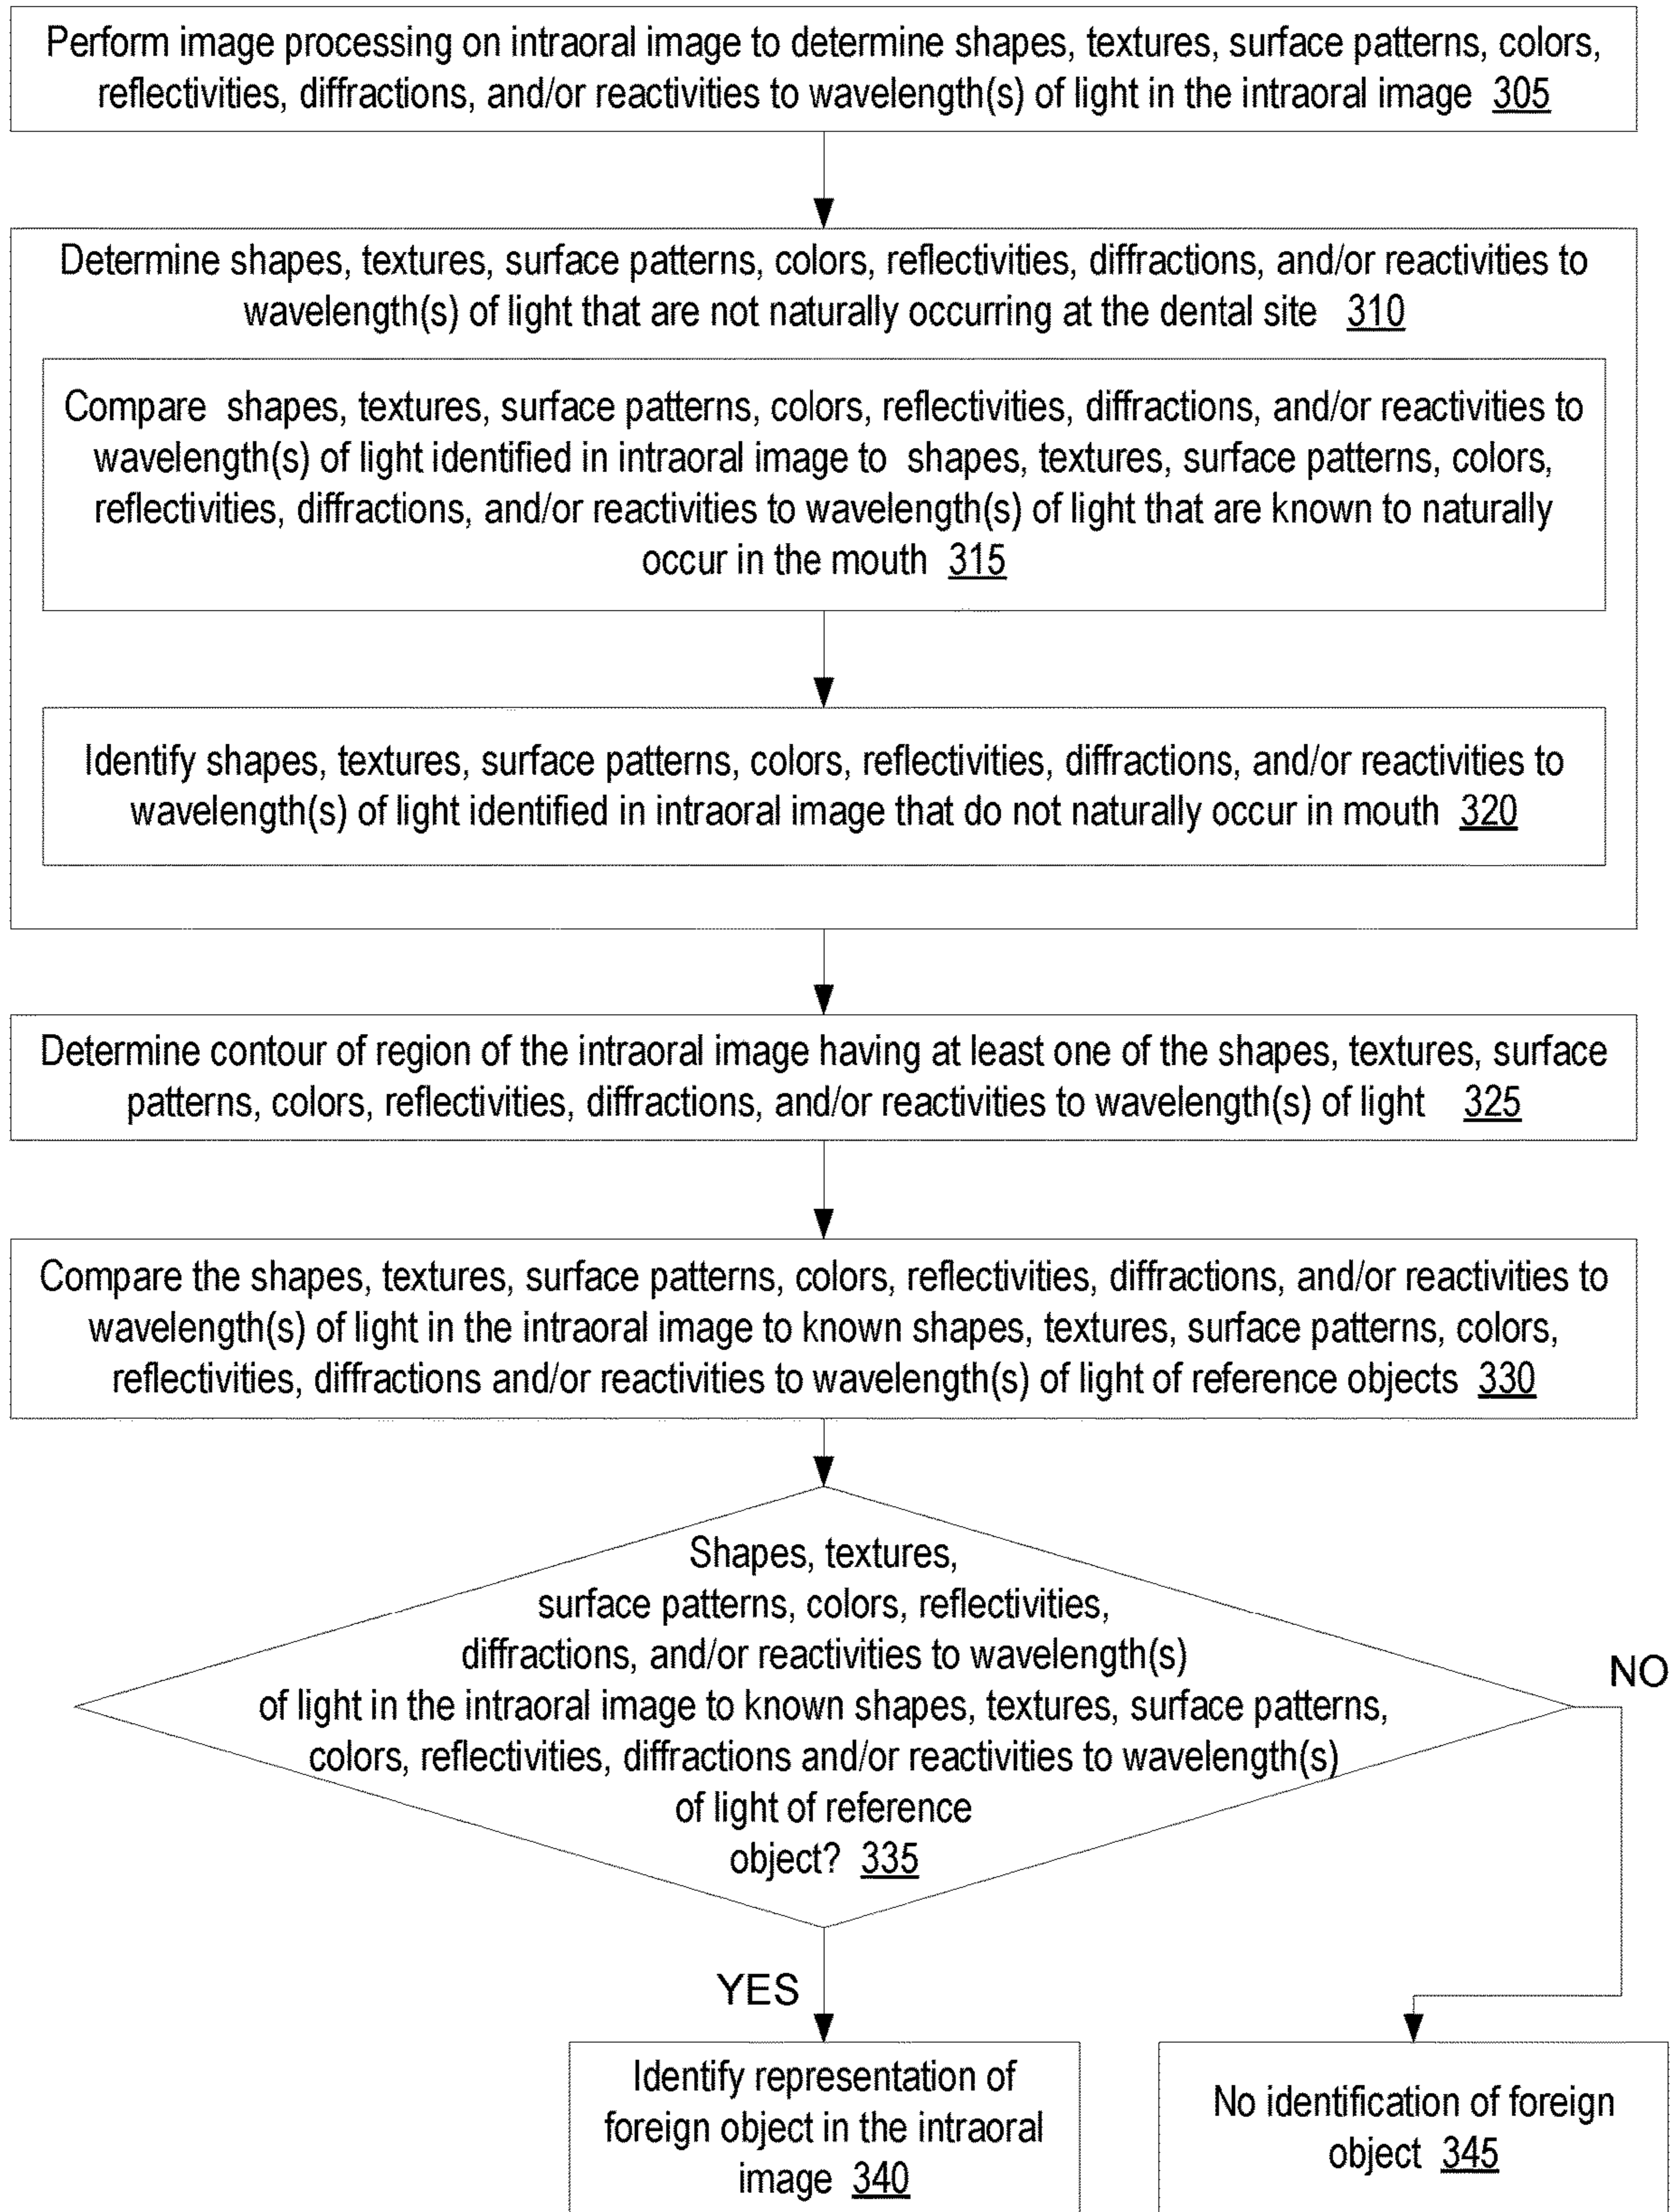 Perform image processing on intraoral image to determine shapes, textures, surface patterns, colors,
reflectivities, diffractions, and/or reactivities to wavelength(s) of light in the intraoral image 305
Determine shapes, textures, surface patterns, colors, reflectivities, diffractions, and/or reactivities to
wavelength(s) of light that are not naturally occurring at the dental site 310
Compare shapes, textures, surface patterns, colors, reflectivities, diffractions, and/or reactivities to
wavelength(s) of light identified in intraoral image to shapes, textures, surface patterns, colors,
reflectivities, diffractions, and/or reactivities to wavelength(s) of light that are known to naturally
occur in the mouth 315
Identify shapes, textures, surface patterns, colors, reflectivities, diffractions, and/or reactivities to
wavelength(s) of light identified in intraoral image that do not naturally occur in mouth 320
Determine contour of region of the intraoral image having at least one of the shapes, textures, surface
patterns, colors, reflectivities, diffractions, and/or reactivities to wavelength(s) of light 325
Compare the shapes, textures, surface patterns, colors, reflectivities, diffractions, and/or reactivities to
wavelength(s) of light in the intraoral image to known shapes, textures, surface patterns, colors,
reflectivities, diffractions and/or reactivities to wavelength(s) of light of reference objects 330
Shapes, textures,
surface patterns, colors, reflectivities,
diffractions, and/or reactivities to wavelength(s)
of light in the intraoral image to known shapes, textures, surface patterns,
colors, reflectivities, diffractions and/or reactivities to wavelength(s)
of light of reference
object? 335
NO
YES
Identify representation of
foreign object in the intraoral
image 340
No identification of foreign
object 345